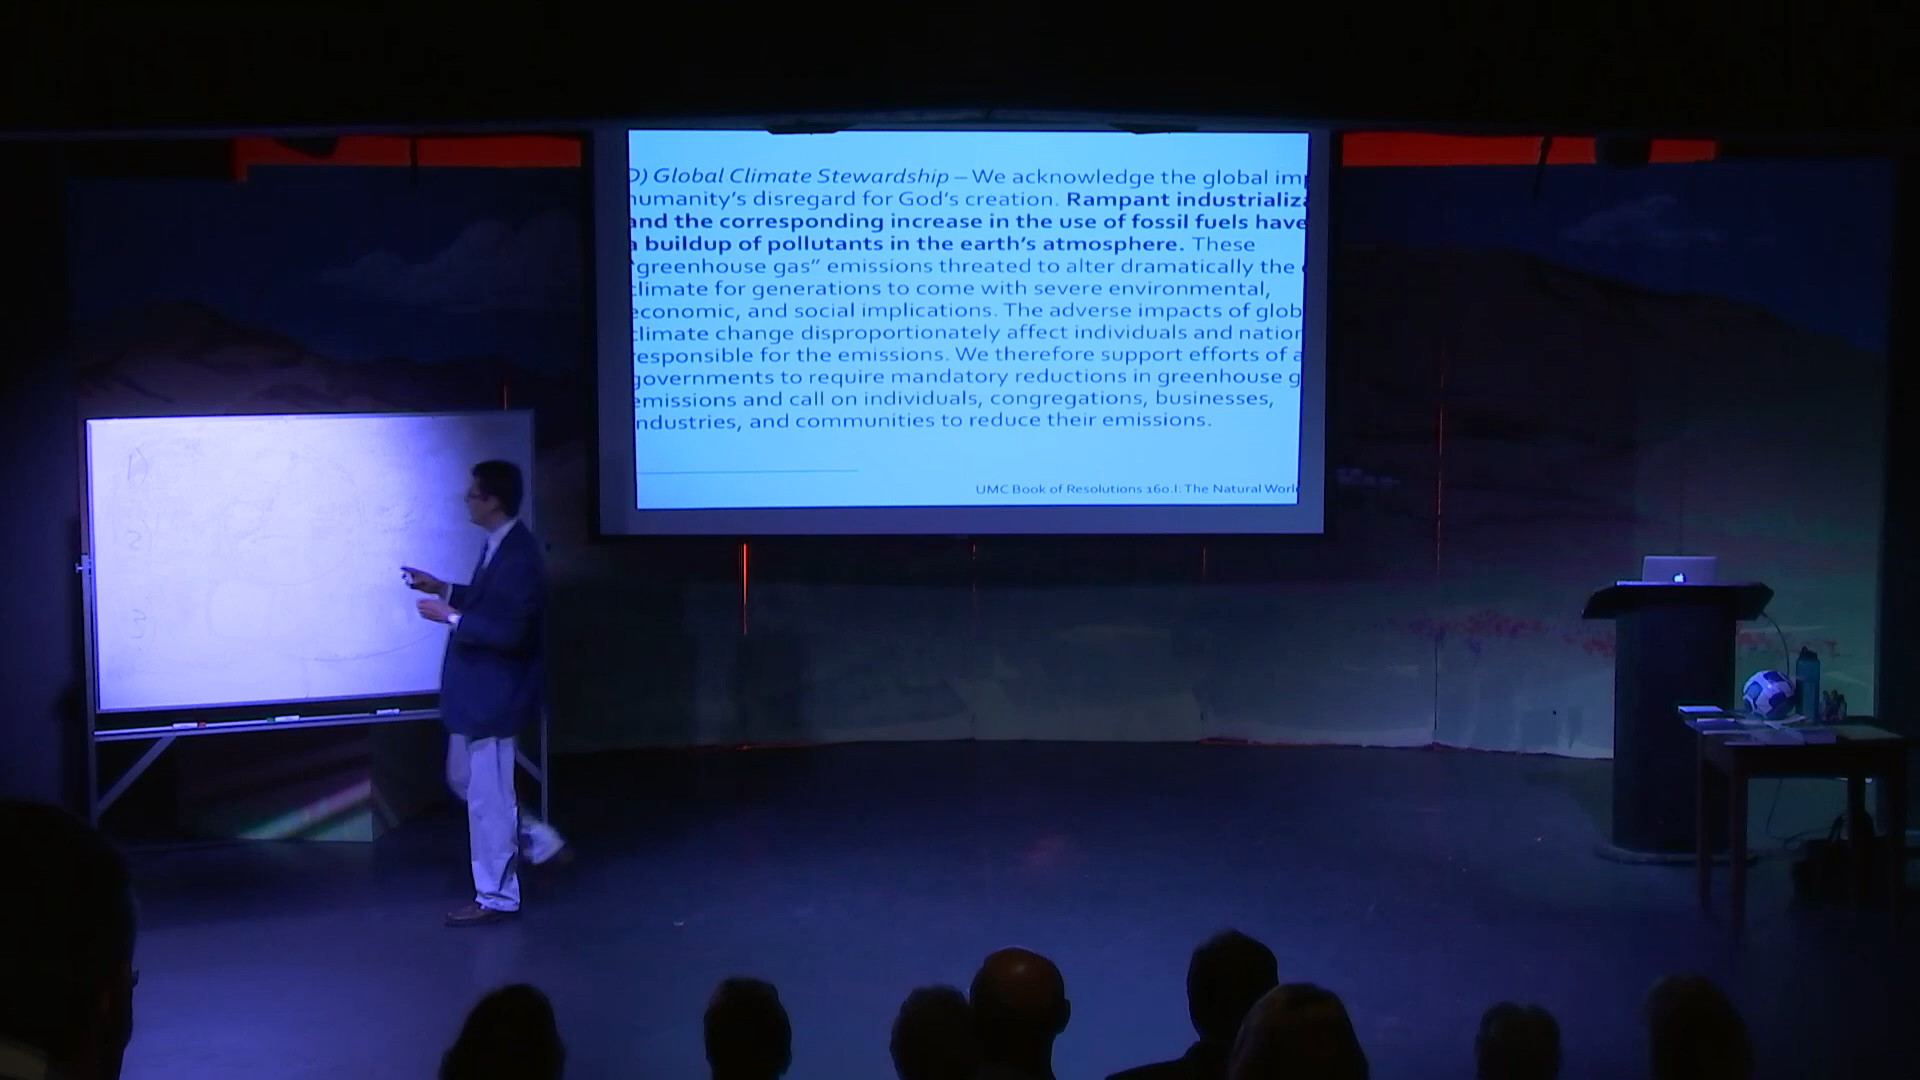 D) Global Climate Stewardship – We acknowledge the global imp
humanity's disregard for God's creation. Rampant industrializa
and the corresponding increase in the use of fossil fuels have
a buildup of pollutants in the earth's atmosphere. These
"greenhouse gas" emissions threated to alter dramatically the
climate for generations to come with severe environmental,
economic, and social implications. The adverse impacts of glob
climate change disproportionately affect individuals and nation
responsible for the emissions. We therefore support efforts of a
governments to require mandatory reductions in greenhouse g
emissions and call on individuals, congregations, businesses,
industries, and communities to reduce their emissions.
UMC Book of Resolutions 160.I: The Natural World
1)
2)
3)